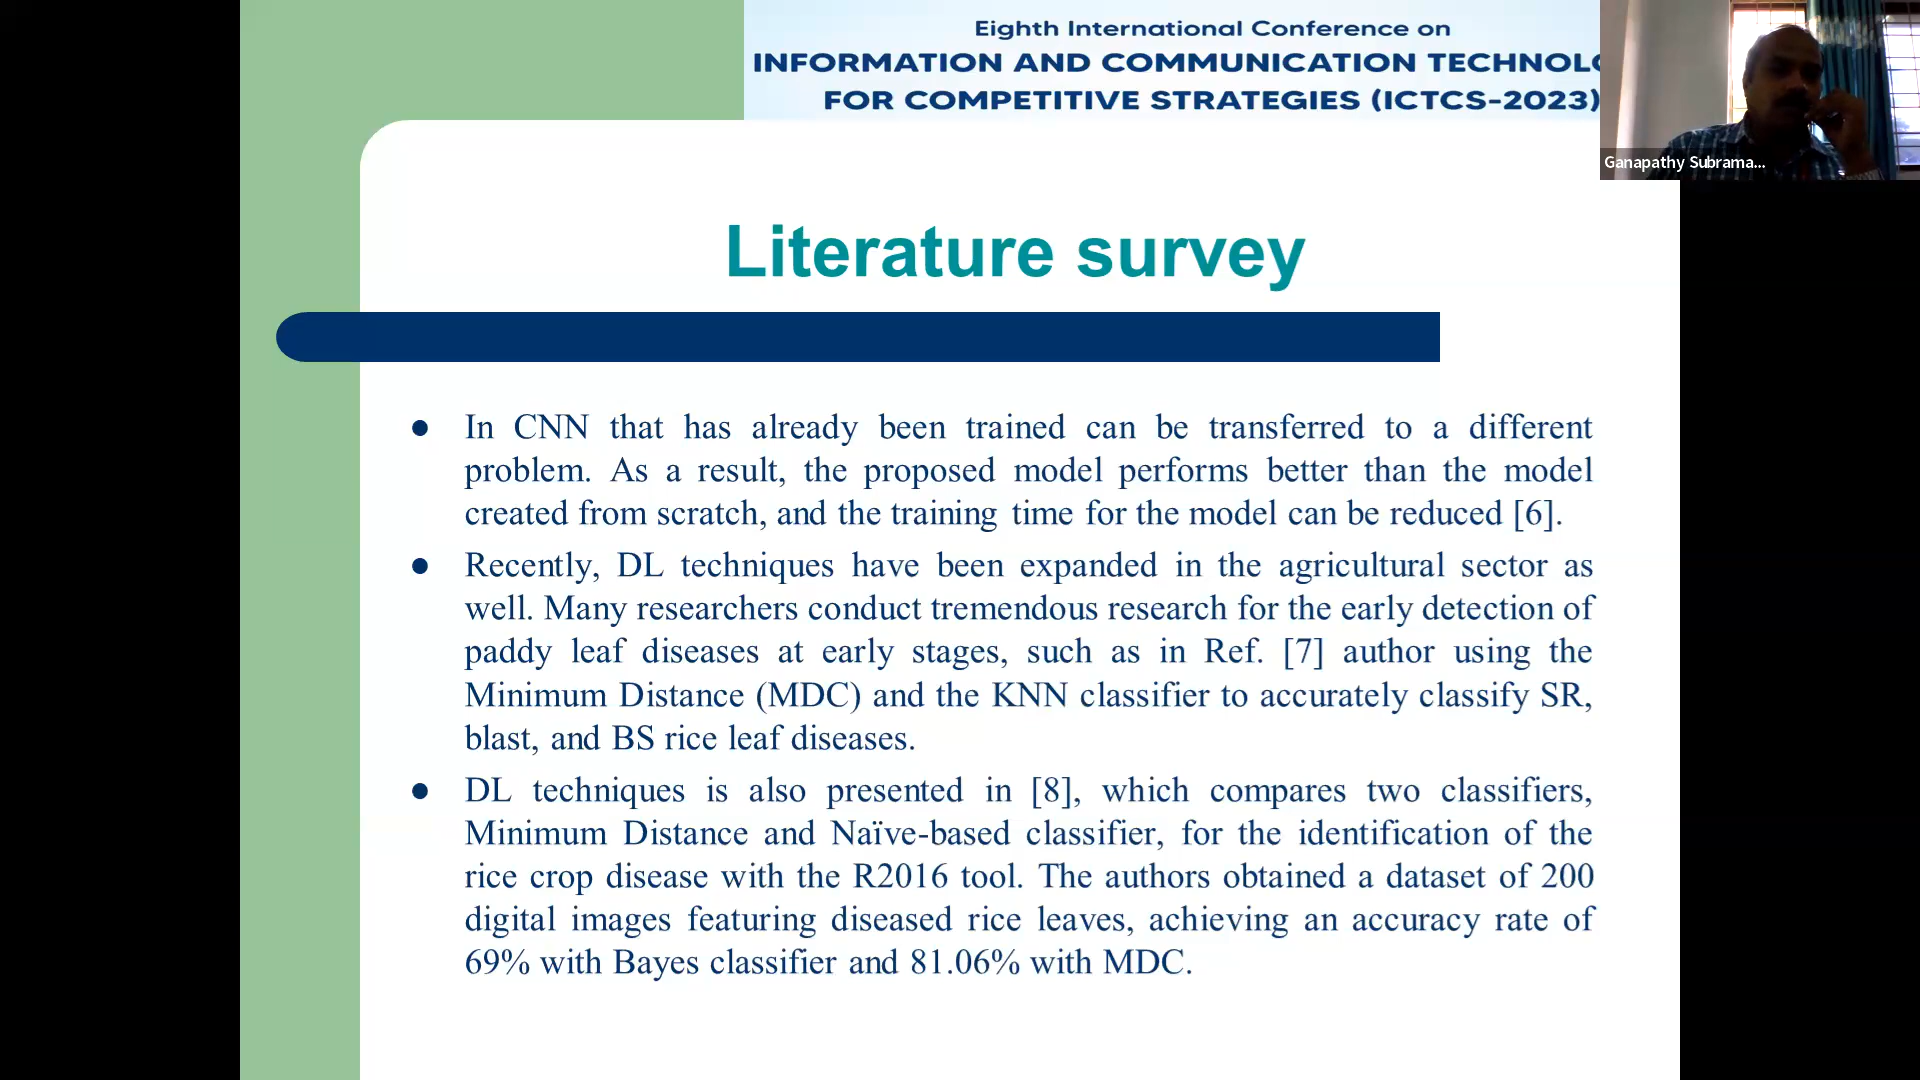 Eighth International Conference on
INFORMATION AND COMMUNICATION TECHNOLO
FOR COMPETITIVE STRATEGIES (ICTCS-2023)
Ganapathy Subrama...
Literature survey
● In CNN that has already been trained can be transferred to a different
problem. As a result, the proposed model performs better than the model
created from scratch, and the training time for the model can be reduced [6].
● Recently, DL techniques have been expanded in the agricultural sector as
well. Many researchers conduct tremendous research for the early detection of
paddy leaf diseases at early stages, such as in Ref. [7] author using the
Minimum Distance (MDC) and the KNN classifier to accurately classify SR,
blast, and BS rice leaf diseases.
● DL techniques is also presented in [8], which compares two classifiers,
Minimum Distance and Naïve-based classifier, for the identification of the
rice crop disease with the R2016 tool. The authors obtained a dataset of 200
digital images featuring diseased rice leaves, achieving an accuracy rate of
69% with Bayes classifier and 81.06% with MDC.